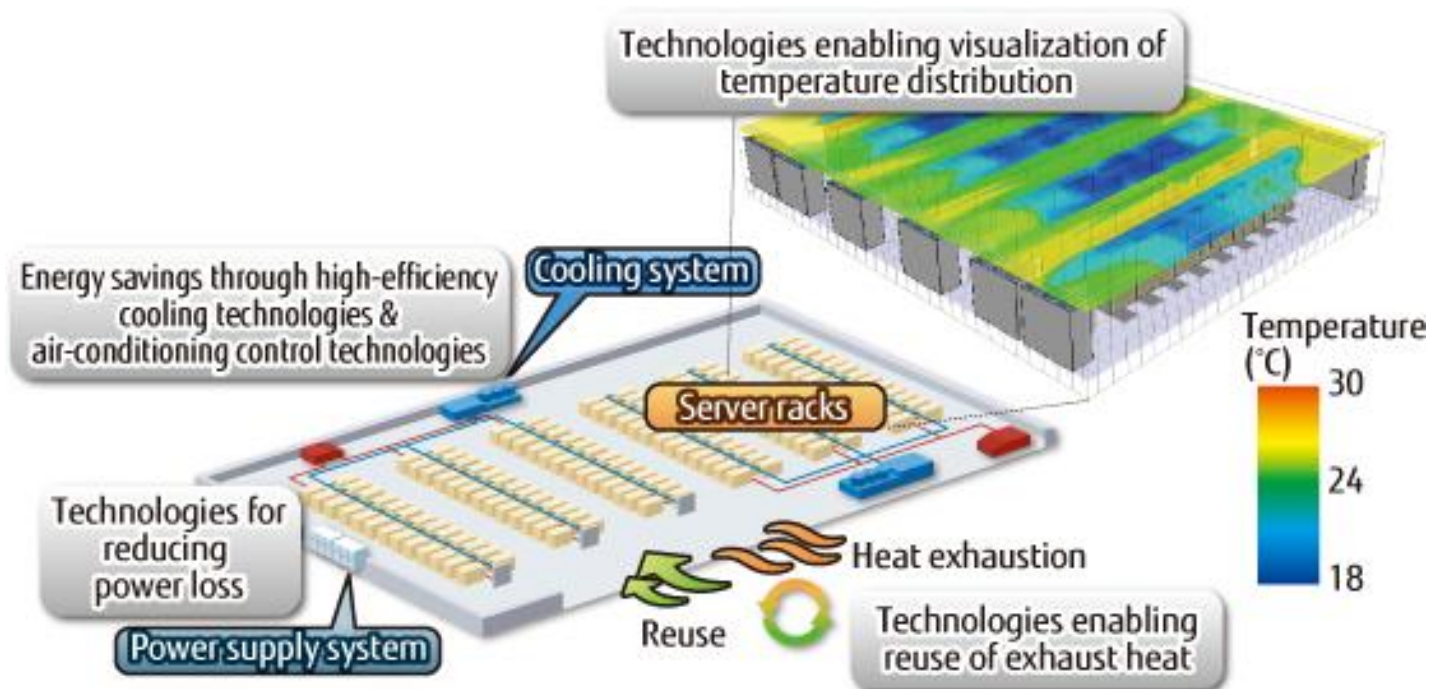 Technologies enabling visualization of
temperature distribution
Energy savings through high-efficiency
cooling technologies &
air-conditioning control technologies
Cooling system
Temperature
(°C)
30
24
18
Server racks
Technologies for
reducing
power loss
Power supply system
Heat exhaustion
Reuse
Technologies enabling
reuse of exhaust heat